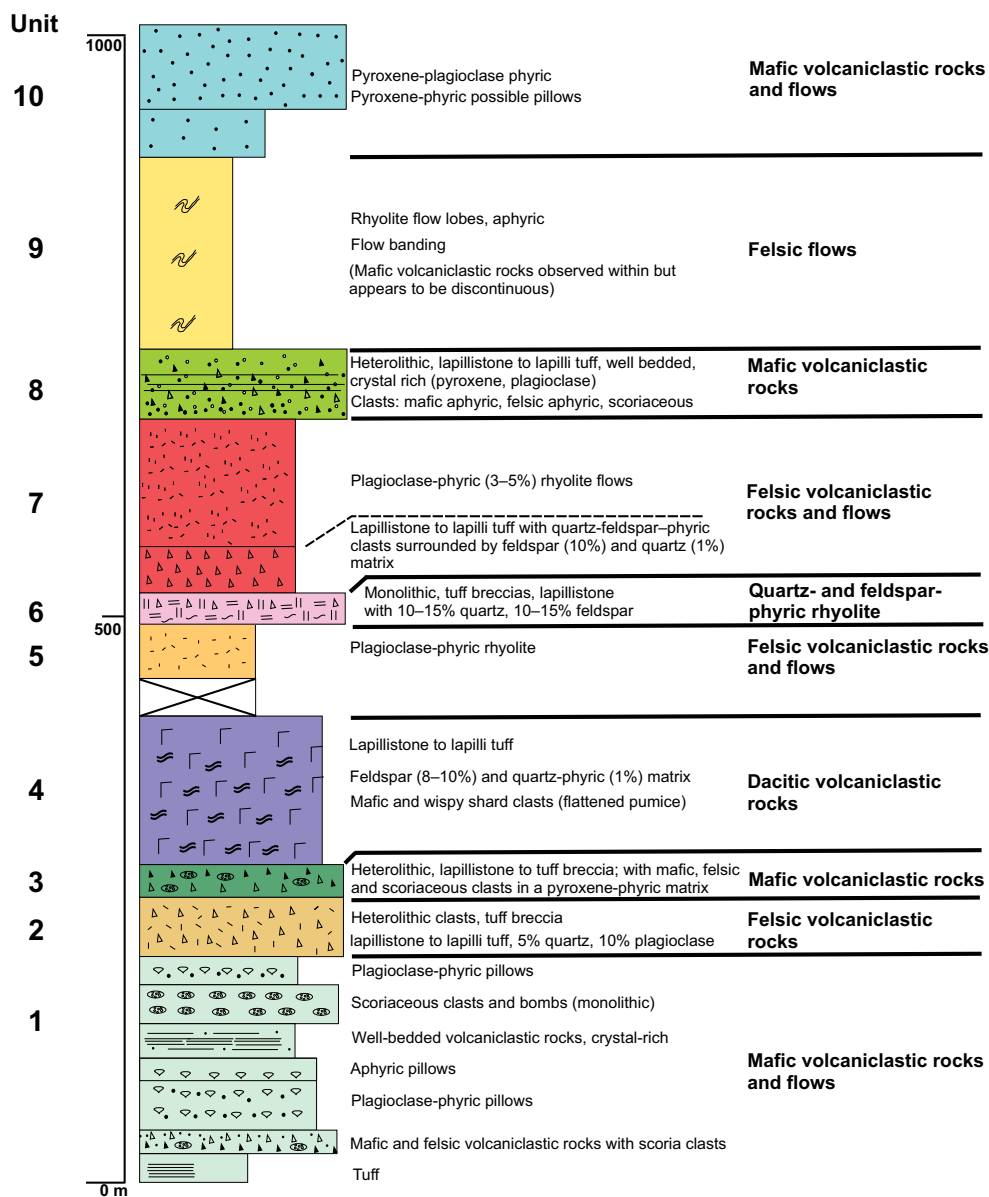 Unit
1000
10
Pyroxene-plagioclase phyric
Pyroxene-phyric possible pillows
Mafic volcaniclastic rocks
and flows
9
Rhyolite flow lobes, aphyric
Flow banding
(Mafic volcaniclastic rocks observed within but
appears to be discontinuous)
Felsic flows
8
Heterolithic, lapillistone to lapilli tuff, well bedded,
crystal rich (pyroxene, plagioclase)
Clasts: mafic aphyric, felsic aphyric, scoriaceous
Mafic volcaniclastic
rocks
7
Plagioclase-phyric (3–5%) rhyolite flows
Lapillistone to lapilli tuff with quartz-feldspar–phyric
clasts surrounded by feldspar (10%) and quartz (1%)
matrix
Felsic volcaniclastic
rocks and flows
6
Monolithic, tuff breccias, lapillistone
with 10–15% quartz, 10–15% feldspar
Quartz- and feldspar-
phyric rhyolite
500
5
Plagioclase-phyric rhyolite
Felsic volcaniclastic rocks
and flows
4
Lapillistone to lapilli tuff
Feldspar (8–10%) and quartz-phyric (1%) matrix
Mafic and wispy shard clasts (flattened pumice)
Dacitic volcaniclastic
rocks
3
Heterolithic, lapillistone to tuff breccia; with mafic, felsic
and scoriaceous clasts in a pyroxene-phyric matrix
Mafic volcaniclastic rocks
2
Heterolithic clasts, tuff breccia
lapillistone to lapilli tuff, 5% quartz, 10% plagioclase
Felsic volcaniclastic
rocks
1
Plagioclase-phyric pillows
Scoriaceous clasts and bombs (monolithic)
Well-bedded volcaniclastic rocks, crystal-rich
Aphyric pillows
Plagioclase-phyric pillows
Mafic and felsic volcaniclastic rocks with scoria clasts
Tuff
Mafic volcaniclastic rocks
and flows
0 m